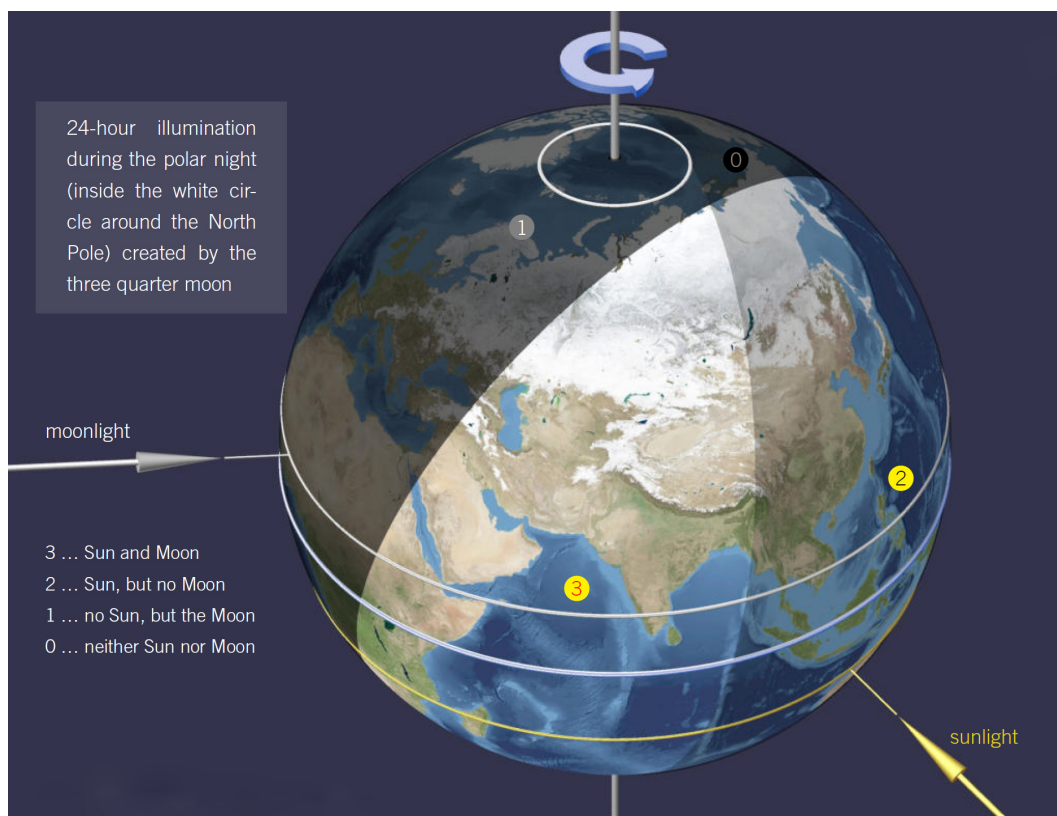 24-hour illumination
during the polar night
(inside the white cir-
cle around the North
Pole) created by the
three quarter moon
0
1
moonlight
2
3 ... Sun and Moon
2 ... Sun, but no Moon
1 ... no Sun, but the Moon
0 ... neither Sun nor Moon
3
sunlight